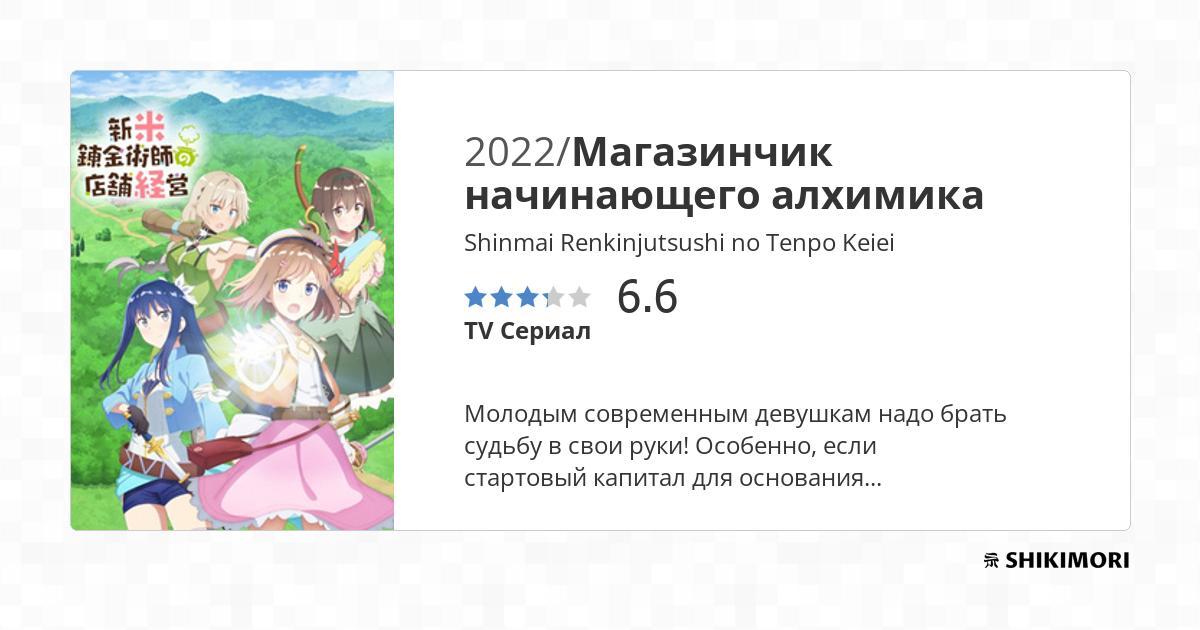 新米
錬金術師の
店舗経営
2022/Магазинчик
начинающего алхимика
Shinmai Renkinjutsushi no Tenpo Keiei
6.6
TV Сериал
Молодым современным девушкам надо брать
судьбу в свои руки! Особенно, если
стартовый капитал для основания...
SHIKIMORI